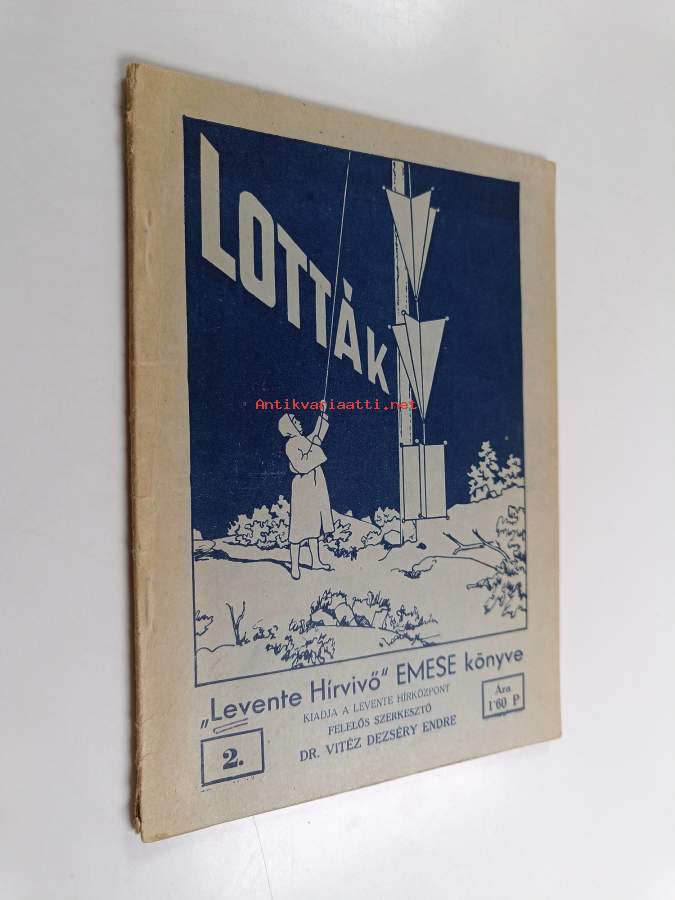 LOTTÁK
Antikvariaatti.net
„Levente Hírvivő" EMESE könyve
KIADJA A LEVENTE HÍRKÖZPONT
FELELŐS SZERKESZTŐ
DR. VITÉZ DEZSÉRY ENDRE
2.
Ára
1'60 P